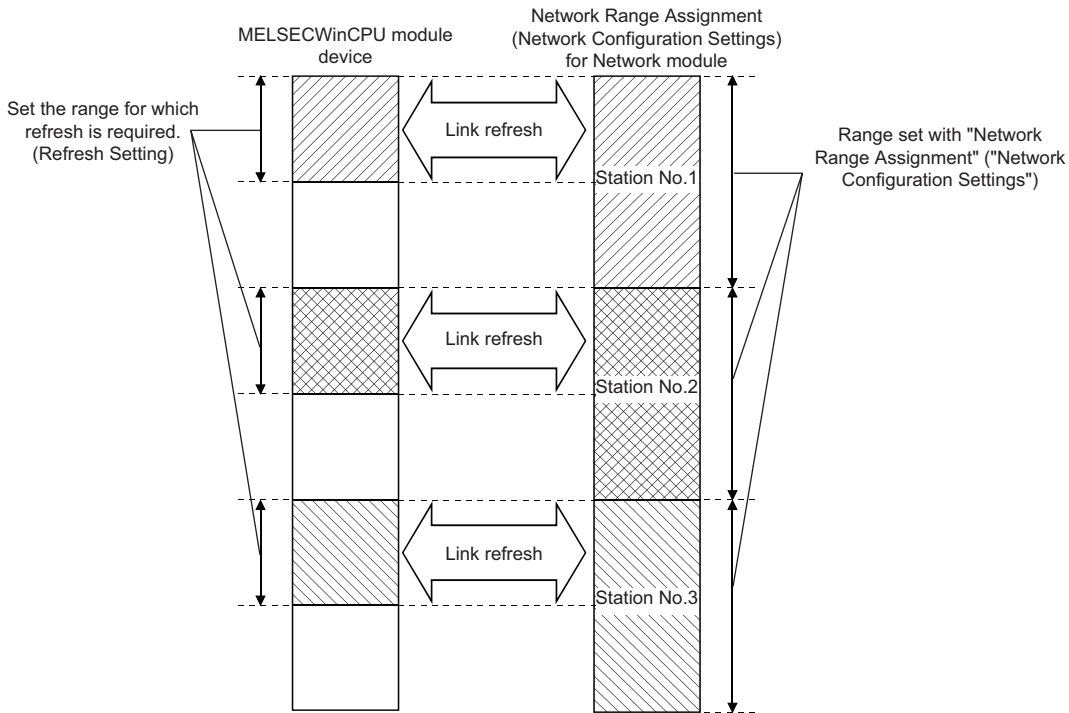 MELSECWinCPU module
device
Network Range Assignment
(Network Configuration Settings)
for Network module
Set the range for which
refresh is required.
(Refresh Setting)
Link refresh
Station No.1
Range set with "Network
Range Assignment" ("Network
Configuration Settings")
Link refresh
Station No.2
Link refresh
Station No.3